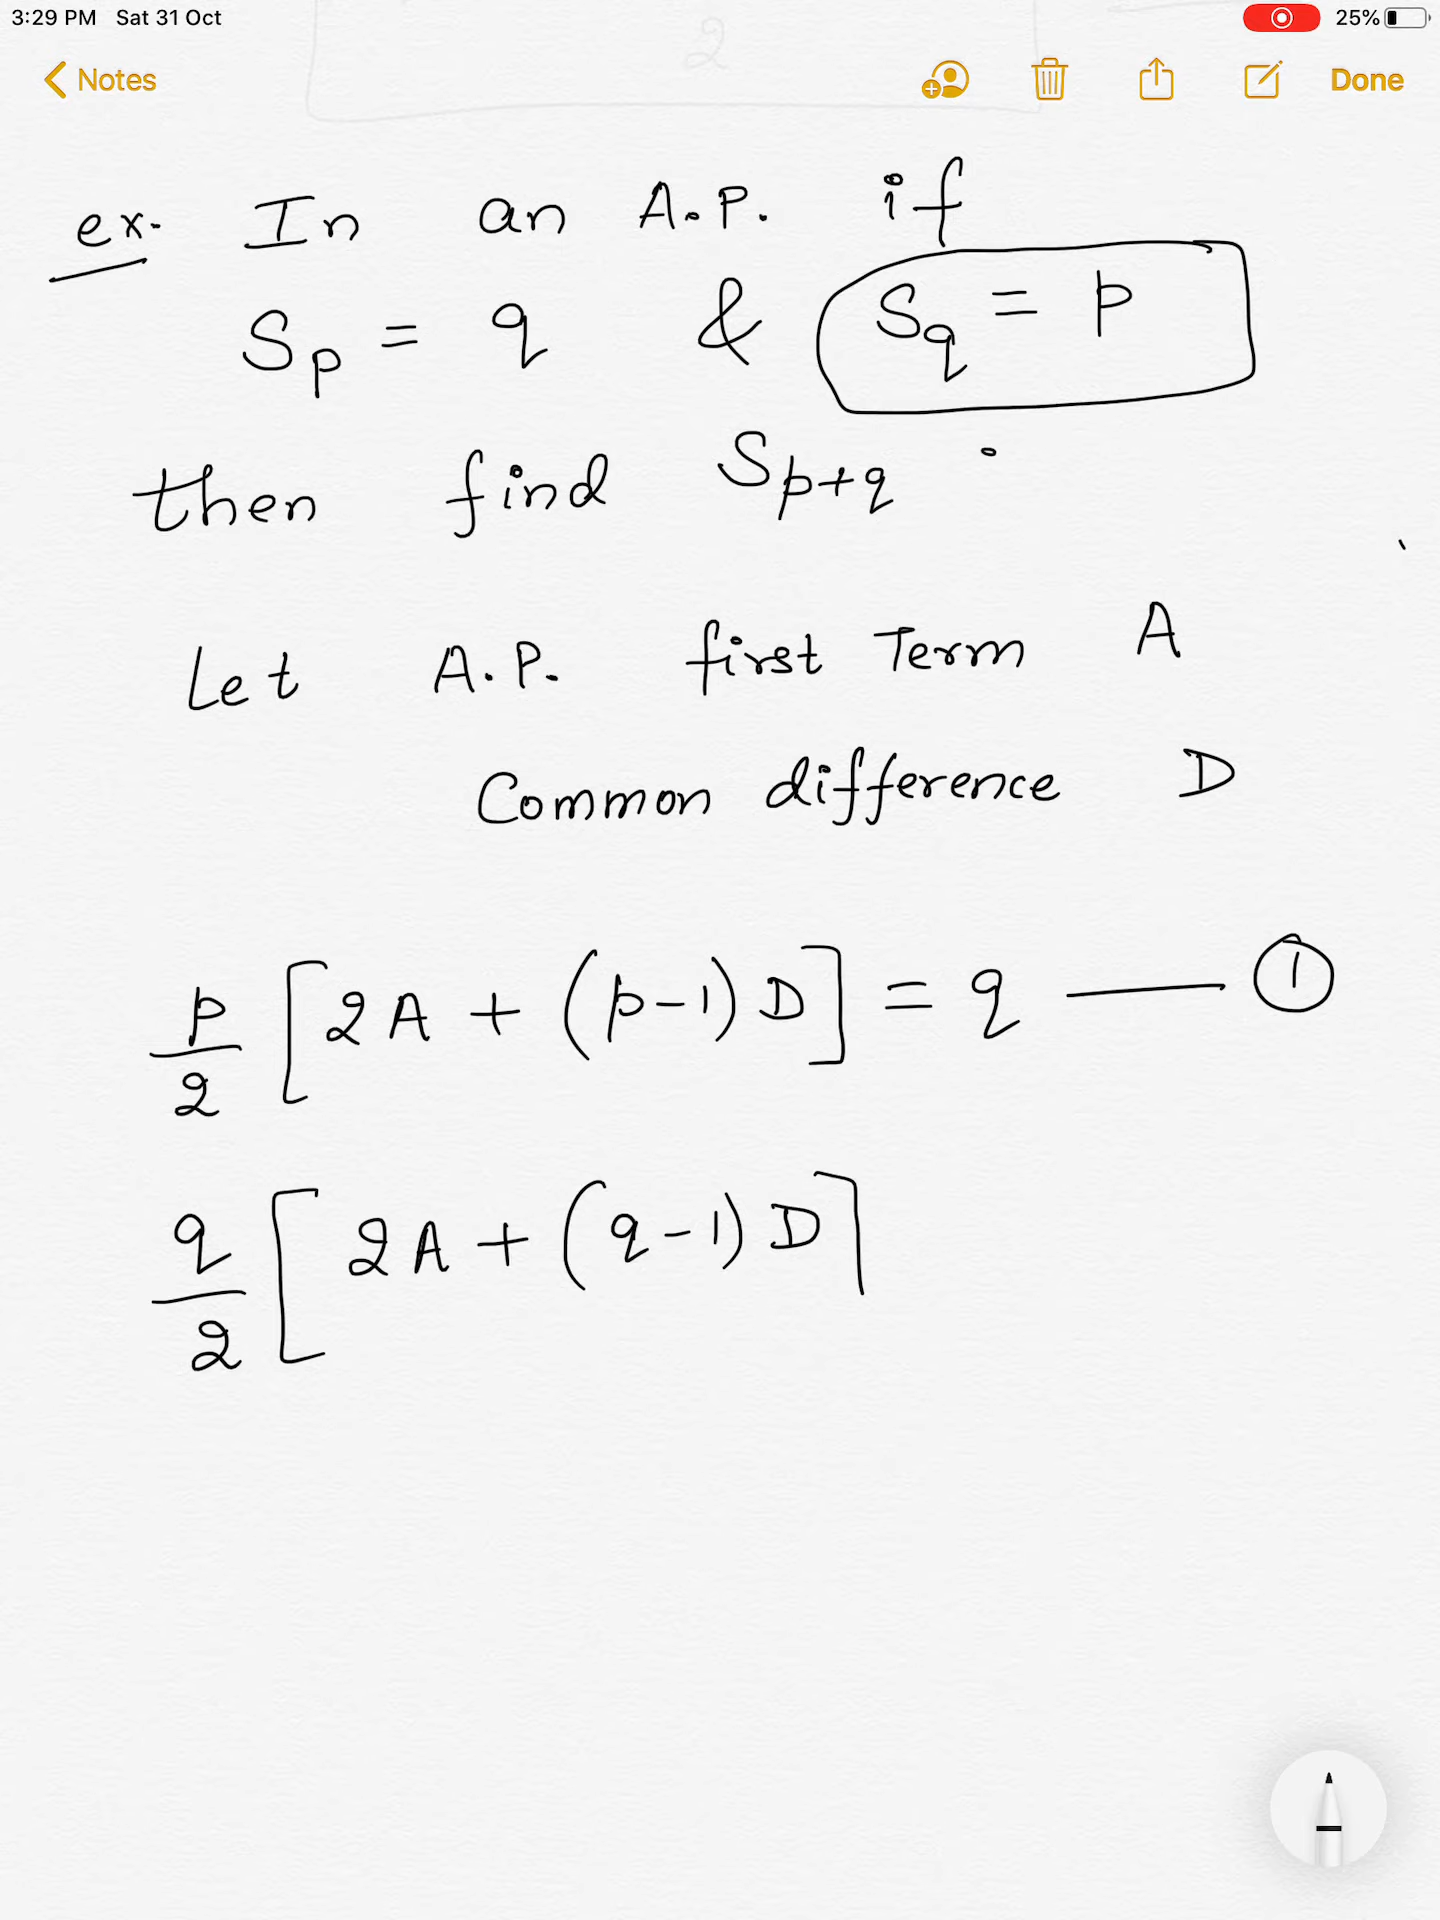 3:29 PM Sat 31 Oct 25%
2
Notes Done
ex. In an A.P. if
Sp = q & Sq = p
then find Sp+q .
Let A.P. first Term A
Common difference D
p/2 [2A + (p-1) D] = q — ①
q/2 [2A + (q-1) D]